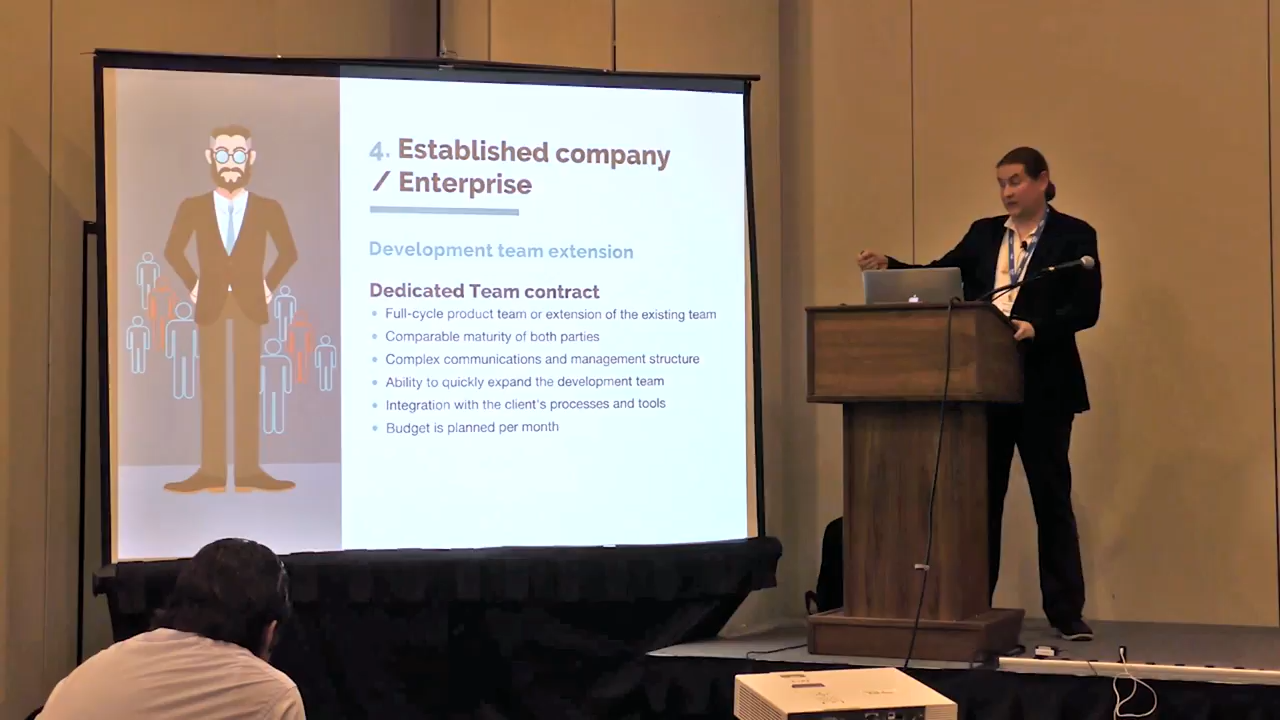 4. Established company
/ Enterprise
Development team extension
Dedicated Team contract
• Full-cycle product team or extension of the existing team
• Comparable maturity of both parties
• Complex communications and management structure
• Ability to quickly expand the development team
• Integration with the client's processes and tools
• Budget is planned per month